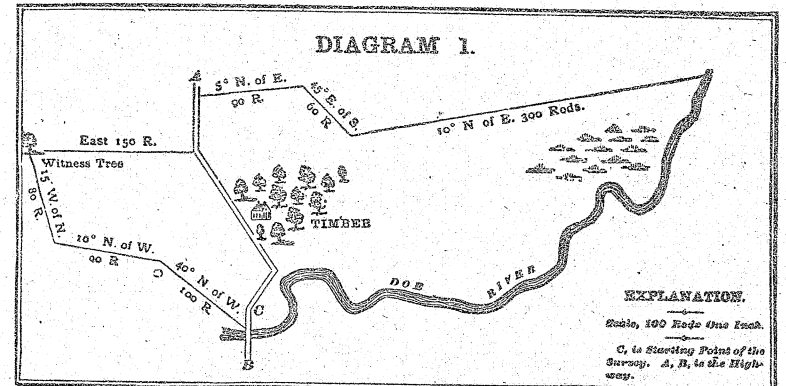 DIAGRAM 1.
A
5° N. of E.
90 R.
45° E. of S.
60 R
10° N of E. 300 Rods.
East 150 R.
Witness Tree
15 W. of N.
80 R.
10° N. of W.
90 R
C
40° N. of W.
100 R.
TIMBER
DOE RIVER
C
B
EXPLANATION.
Scale, 100 Rods One Inch.
C, is Starting Point of the
Survey. A, B, is the High-
way.